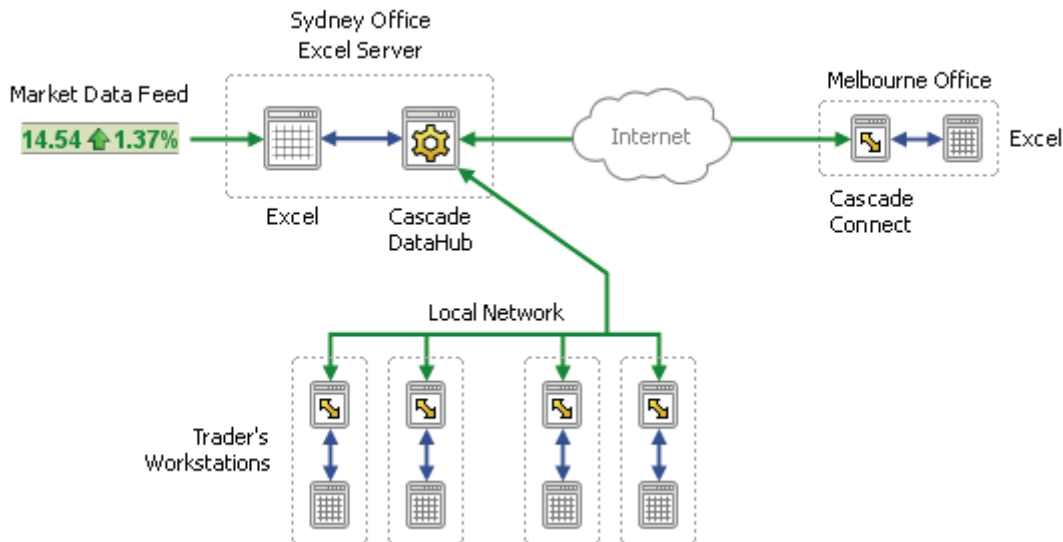 Sydney Office
Excel Server
Market Data Feed
14.54 1.37%
Excel
Cascade
DataHub
Internet
Melbourne Office
Excel
Cascade
Connect
Local Network
Trader's
Workstations